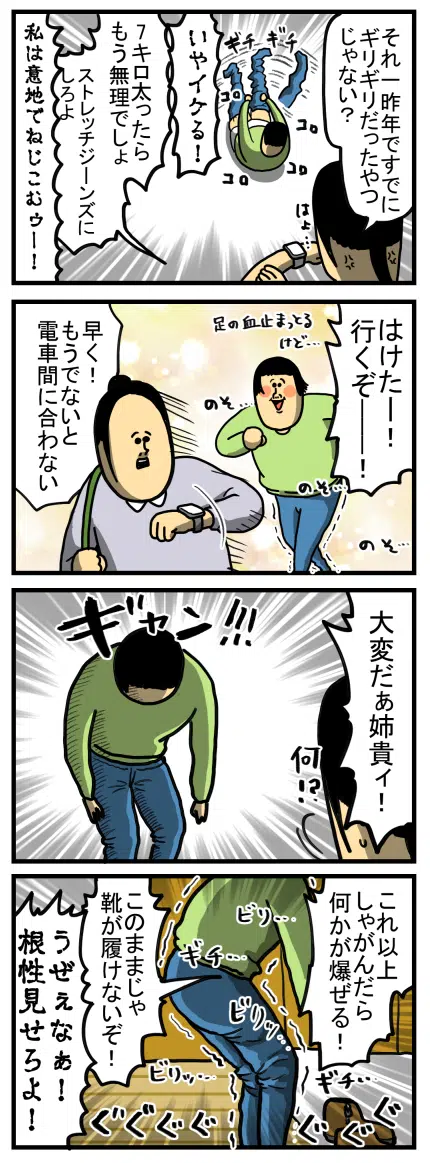 それ一昨年ですでに
ギリギリだったやつ
じゃない？
はよ…
ギチ
ギチ
コロ
コロ
コロ
コロ
いやイケる！
7キロ太ったら
もう無理でしょ
ストレッチジーンズに
しろよ
私は意地でねじこむゥー！
はけたー！
行くぞ──！
足の血止まっとる
けど…
のそ…
のそ…
のそ…
早く！
もうでないと
電車間に合わない
大変だぁ姉貴ィ！
何!?
ギャン!!!
これ以上
しゃがんだら
何かが爆ぜる！
ビリ…
ギチ…
ビリッ…
ビリッ…
ギチ…
ぐぐぐぐ
ぐぐぐ
このままじゃ
靴が履けないぞ！
うぜぇなぁ！
根性見せろよ！